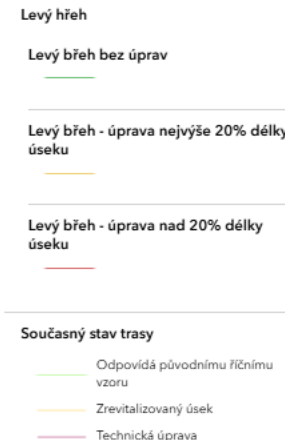 Levý hřeh
Levý břeh bez úprav
Levý břeh - úprava nejvýše 20% délky
úseku
Levý břeh - úprava nad 20% délky
úseku
Současný stav trasy
Odpovídá původnímu říčnímu
vzoru
Zrevitalizovaný úsek
Technická úprava